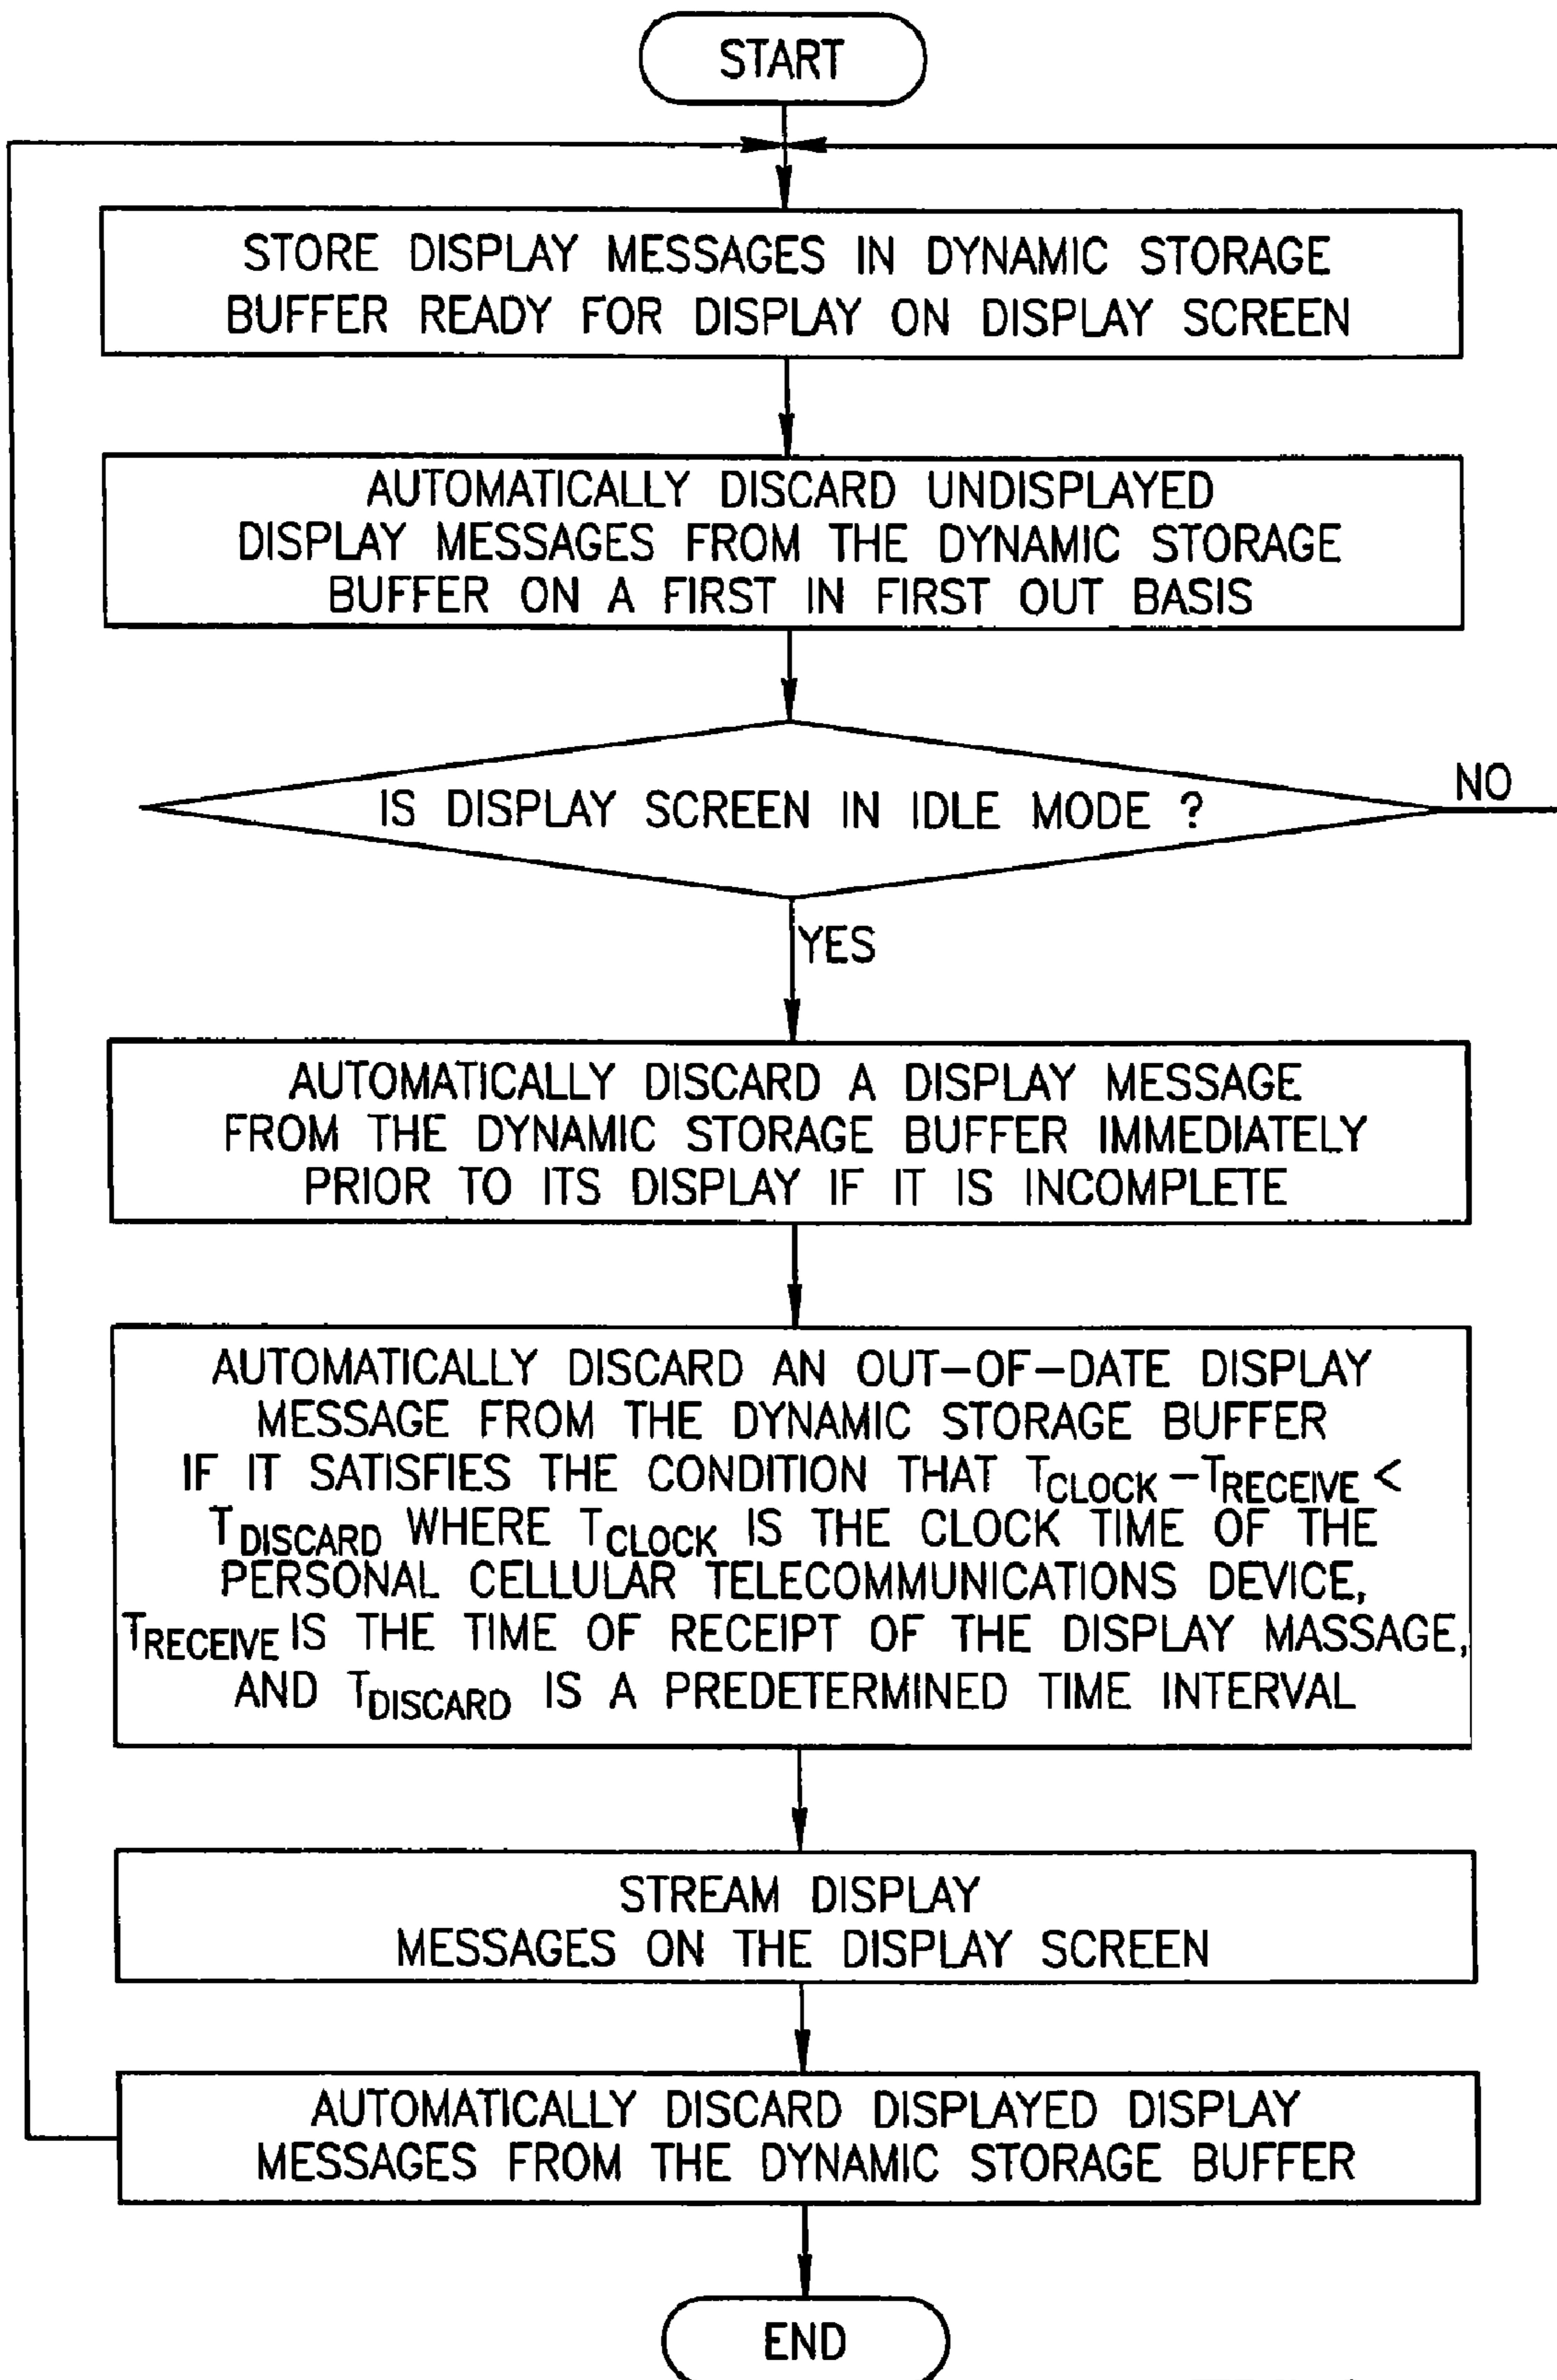 START
STORE DISPLAY MESSAGES IN DYNAMIC STORAGE
BUFFER READY FOR DISPLAY ON DISPLAY SCREEN
AUTOMATICALLY DISCARD UNDISPLAYED
DISPLAY MESSAGES FROM THE DYNAMIC STORAGE
BUFFER ON A FIRST IN FIRST OUT BASIS
IS DISPLAY SCREEN IN IDLE MODE ?
NO
YES
AUTOMATICALLY DISCARD A DISPLAY MESSAGE
FROM THE DYNAMIC STORAGE BUFFER IMMEDIATELY
PRIOR TO ITS DISPLAY IF IT IS INCOMPLETE
AUTOMATICALLY DISCARD AN OUT-OF-DATE DISPLAY
MESSAGE FROM THE DYNAMIC STORAGE BUFFER
IF IT SATISFIES THE CONDITION THAT TCLOCK-TRECEIVE <
TDISCARD WHERE TCLOCK IS THE CLOCK TIME OF THE
PERSONAL CELLULAR TELECOMMUNICATIONS DEVICE,
TRECEIVE IS THE TIME OF RECEIPT OF THE DISPLAY MASSAGE,
AND TDISCARD IS A PREDETERMINED TIME INTERVAL
STREAM DISPLAY
MESSAGES ON THE DISPLAY SCREEN
AUTOMATICALLY DISCARD DISPLAYED DISPLAY
MESSAGES FROM THE DYNAMIC STORAGE BUFFER
END